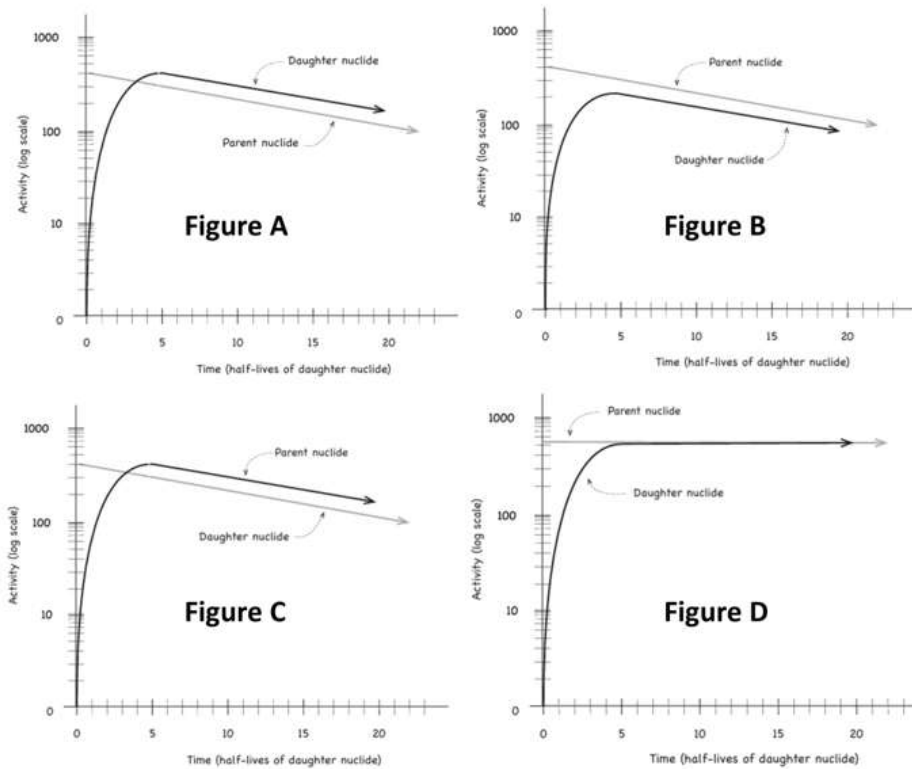 1000
100
10
0
Activity (log scale)
Daughter nuclide
Parent nuclide
Figure A
0 5 10 15 20
Time (half-lives of daughter nuclide)
1000
100
10
0
Activity (log scale)
Parent nuclide
Daughter nuclide
Figure B
0 5 10 15 20
Time (half-lives of daughter nuclide)
1000
100
10
0
Activity (log scale)
Parent nuclide
Daughter nuclide
Figure C
0 5 10 15 20
Time (half-lives of daughter nuclide)
1000
100
10
0
Activity (log scale)
Parent nuclide
Daughter nuclide
Figure D
0 5 10 15 20
Time (half-lives of daughter nuclide)